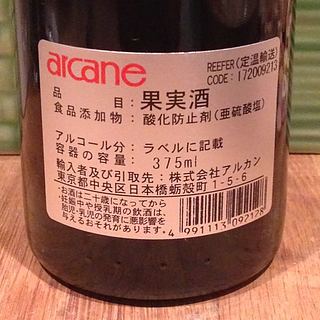 arcane
REEFER(定温輸送)
CODE:172009213
品目:果実酒
食品添加物:酸化防止剤(亜硫酸塩)
アルコール分:ラベルに記載
容器の容量:375ml
輸入者及び引取先:株式会社アルカン
東京都中央区日本橋蛎殻町1-5-6
・お酒は二十歳になってから
・妊娠中や授乳期の飲酒は、
胎児・乳児の発育に悪影響を
与えるおそれがあります。
4 991113 092128